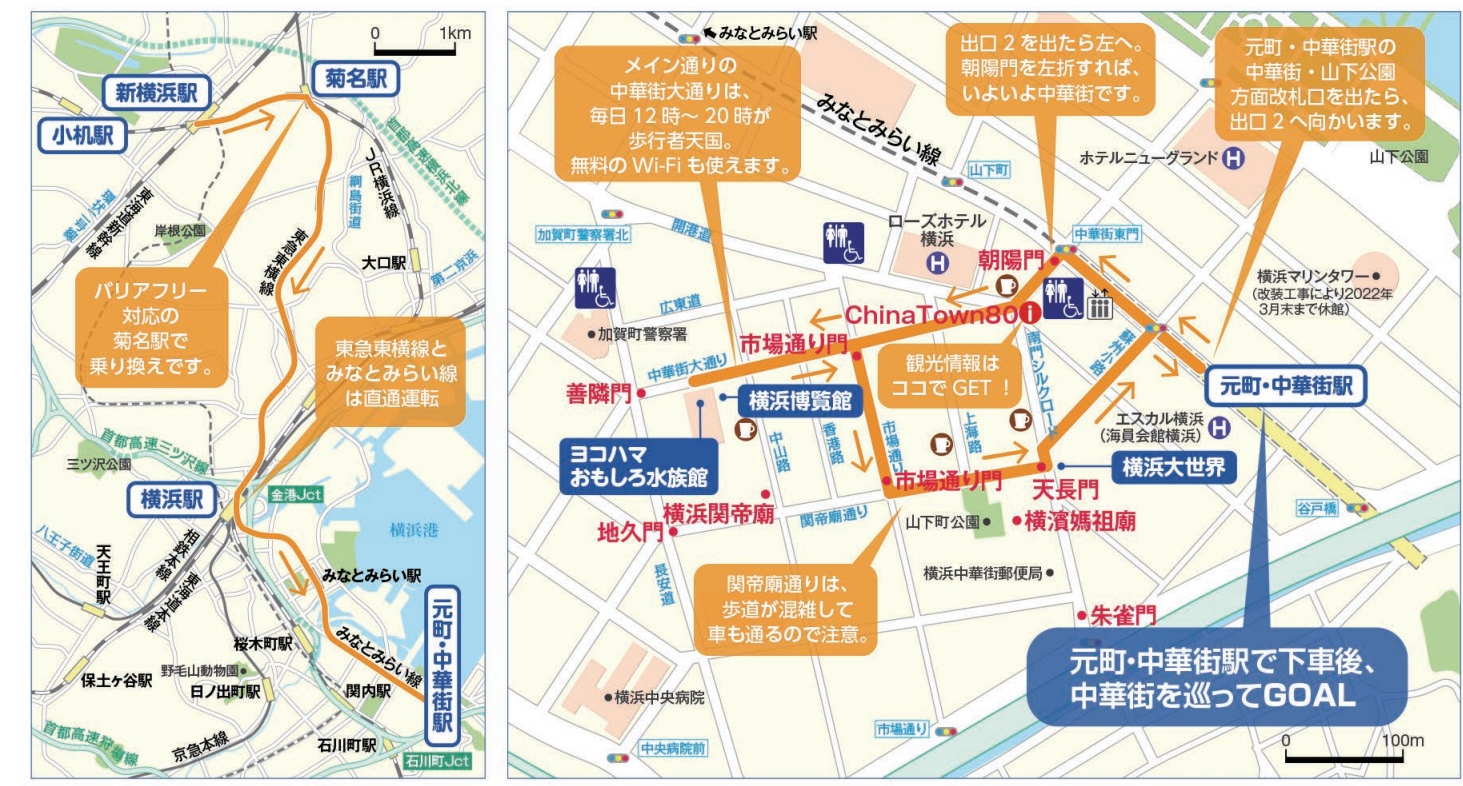 0 1km
菊名駅
新横浜駅
小机駅
首都高速横浜北線
JR横浜線
綱島街道
東海道新幹線
環状2号線
岸根公園
東急東横線
大口駅
第二京浜
バリアフリー
対応の
菊名駅で
乗り換えです。
東急東横線と
みなとみらい線
は直通運転
首都高速三ツ沢線
三ツ沢公園
横浜駅
金港Jct
横浜港
八王子街道
天王町駅
相鉄本線
東海道本線
みなとみらい駅
元町・中華街駅
みなとみらい線
桜木町駅
野毛山動物園
保土ヶ谷駅
日ノ出町駅
関内駅
首都高速狩場線
京急本線
石川町駅
石川町Jct
みなとみらい駅
メイン通りの
中華街大通りは、
毎日12時〜20時が
歩行者天国。
無料のWi-Fiも使えます。
出口2を出たら左へ。
朝陽門を左折すれば、
いよいよ中華街です。
元町・中華街駅の
中華街・山下公園
方面改札口を出たら、
出口2へ向かいます。
みなとみらい線
山下町
ホテルニューグランド
H
山下公園
加賀町警察署北
開港道
ローズホテル
横浜
H
中華街東門
朝陽門
横浜マリンタワー
(改装工事により2022年
3月末まで休館)
広東道
加賀町警察署
ChinaTown80
i
市場通り門
中華街大通り
観光情報は
ココでGET！
南門シルクロード
蘇州小路
善隣門
横浜博覧館
元町・中華街駅
エスカル横浜
(海員会館横浜)
H
ヨコハマ
おもしろ水族館
中山路
香港路
市場通り
上海路
横浜大世界
市場通り門
天長門
横浜関帝廟
関帝廟通り
山下町公園
横濱媽祖廟
谷戸橋
地久門
長安道
関帝廟通りは、
歩道が混雑して
車も通るので注意。
横浜中華街郵便局
朱雀門
元町・中華街駅で下車後、
中華街を巡ってGOAL
横浜中央病院
市場通り
中央病院前
0 100m